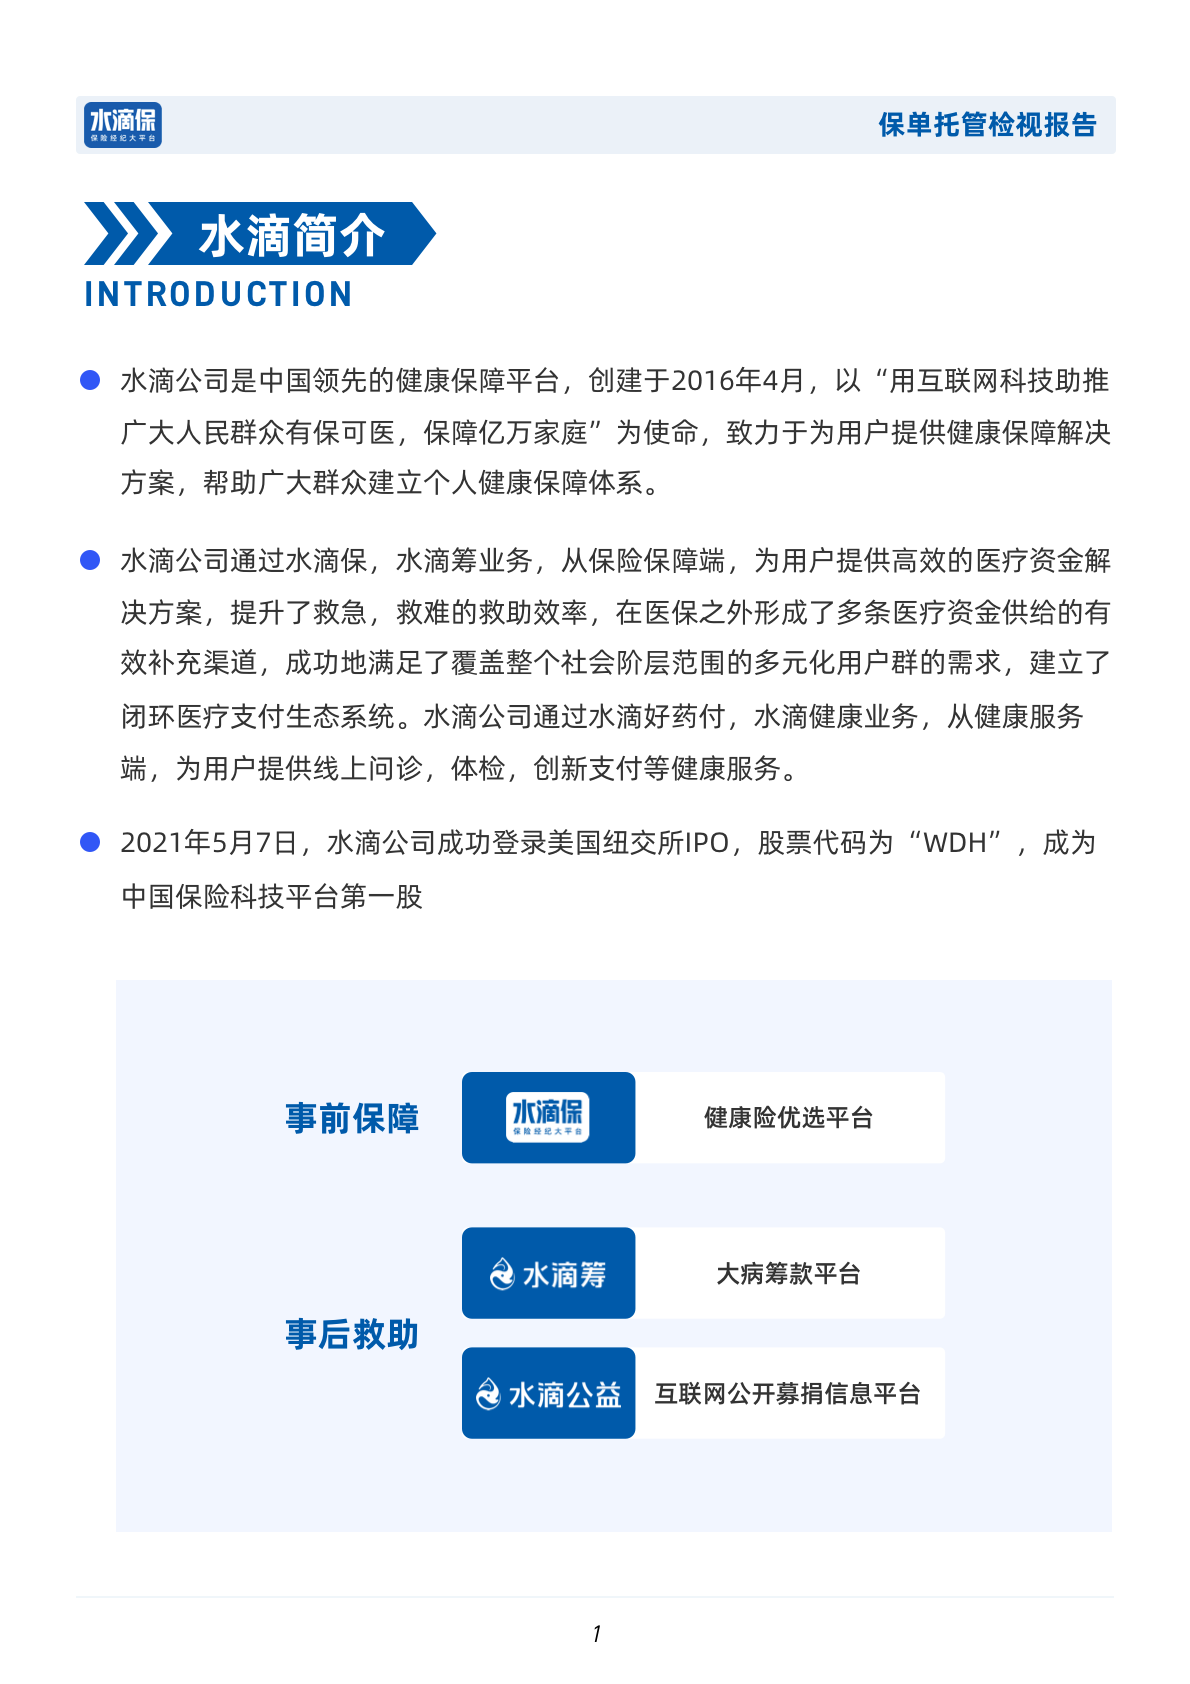 水滴保
保险经纪大平台
保单托管检视报告
水滴简介
INTRODUCTION
水滴公司是中国领先的健康保障平台，创建于2016年4月，以“用互联网科技助推
广大人民群众有保可医，保障亿万家庭”为使命，致力于为用户提供健康保障解决
方案，帮助广大群众建立个人健康保障体系。
水滴公司通过水滴保，水滴筹业务，从保险保障端，为用户提供高效的医疗资金解
决方案，提升了救急，救难的救助效率，在医保之外形成了多条医疗资金供给的有
效补充渠道，成功地满足了覆盖整个社会阶层范围的多元化用户群的需求，建立了
闭环医疗支付生态系统。水滴公司通过水滴好药付，水滴健康业务，从健康服务
端，为用户提供线上问诊，体检，创新支付等健康服务。
2021年5月7日，水滴公司成功登录美国纽交所IPO，股票代码为“WDH”，成为
中国保险科技平台第一股
事前保障
水滴保
保险经纪大平台
健康险优选平台
事后救助
水滴筹
大病筹款平台
水滴公益
互联网公开募捐信息平台
1